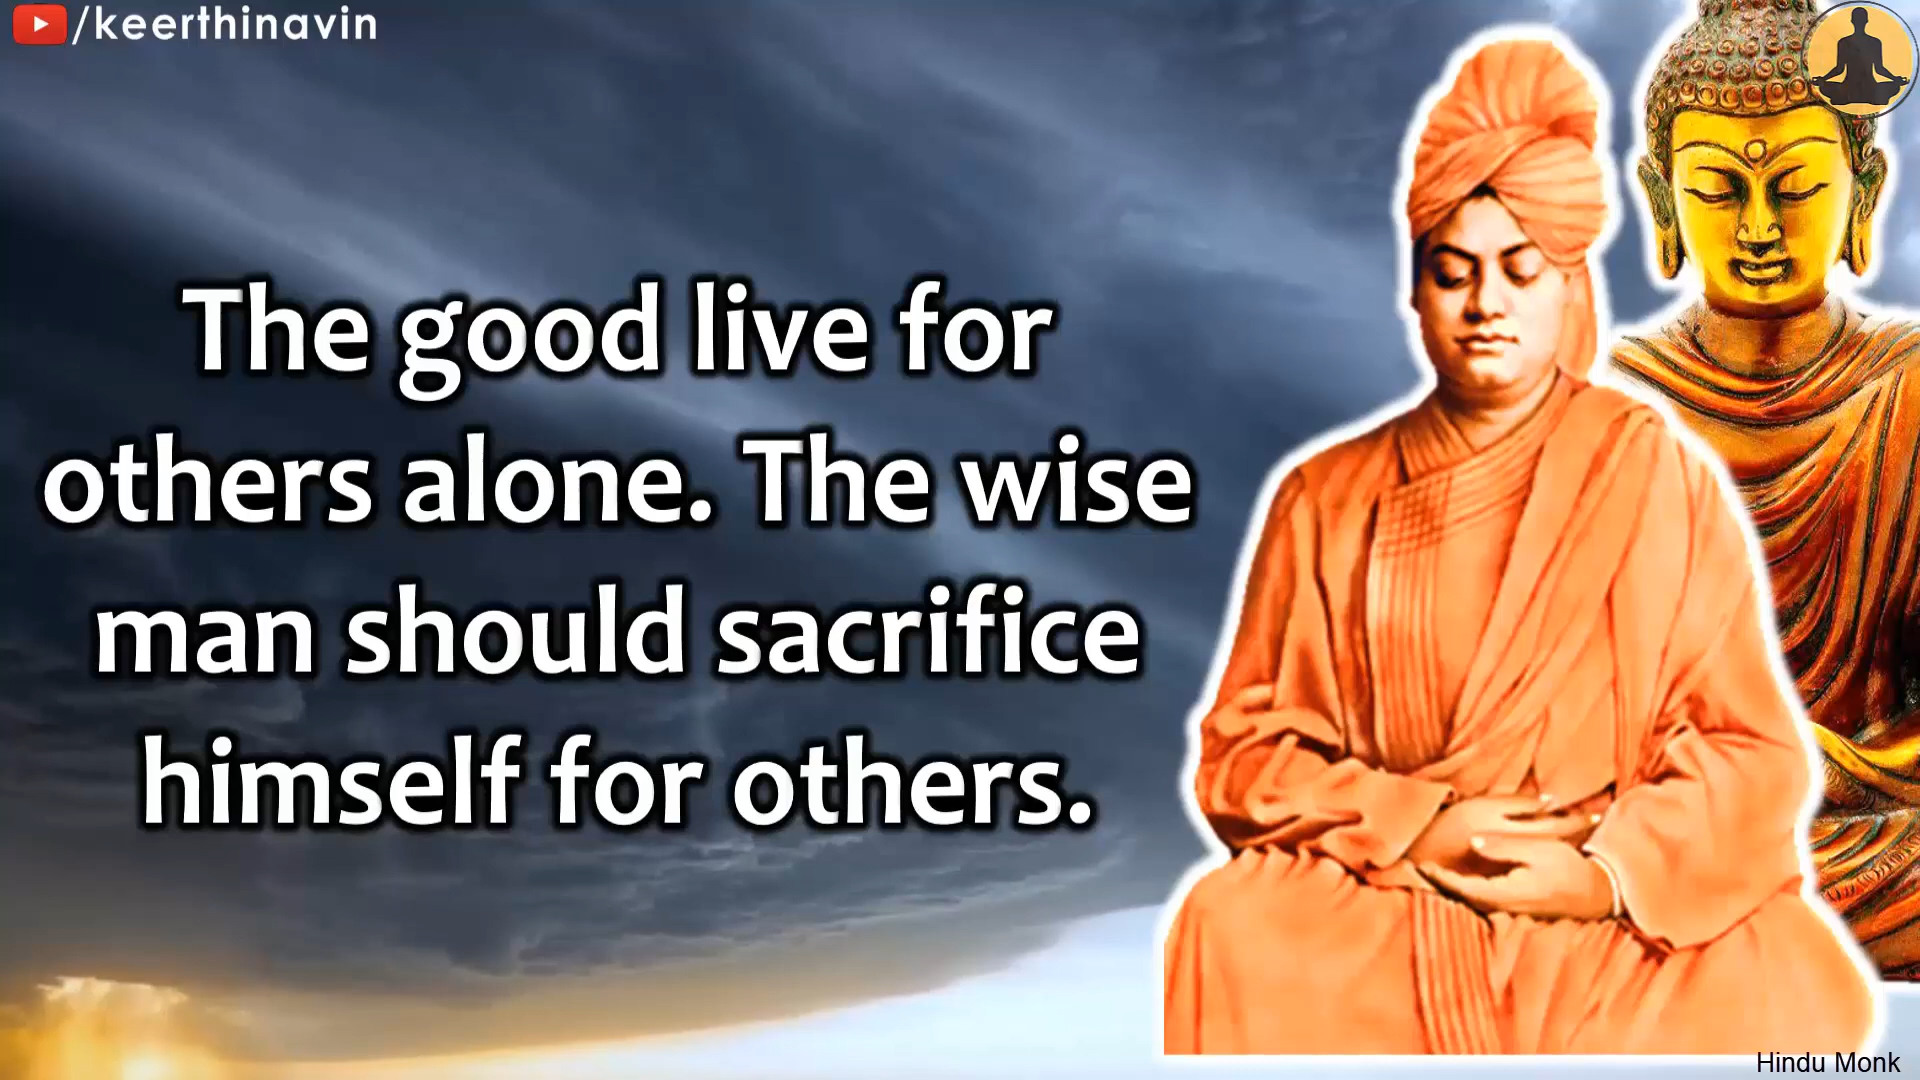 /keerthinavin
The good live for
others alone. The wise
man should sacrifice
himself for others.
Hindu Monk